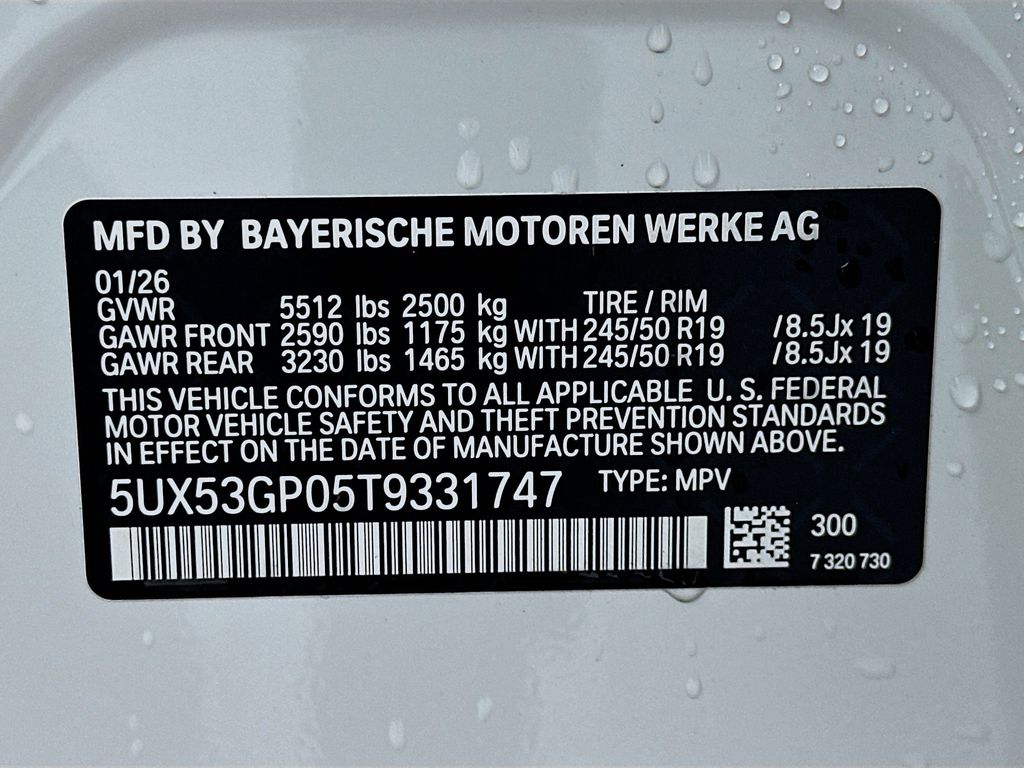 MFD BY BAYERISCHE MOTOREN WERKE AG
01/26
GVWR 5512 lbs 2500 kg TIRE / RIM
GAWR FRONT 2590 lbs 1175 kg WITH 245/50 R19 /8.5Jx 19
GAWR REAR 3230 lbs 1465 kg WITH 245/50 R19 /8.5Jx 19
THIS VEHICLE CONFORMS TO ALL APPLICABLE U. S. FEDERAL
MOTOR VEHICLE SAFETY AND THEFT PREVENTION STANDARDS
IN EFFECT ON THE DATE OF MANUFACTURE SHOWN ABOVE.
5UX53GP05T9331747 TYPE: MPV
300
7 320 730